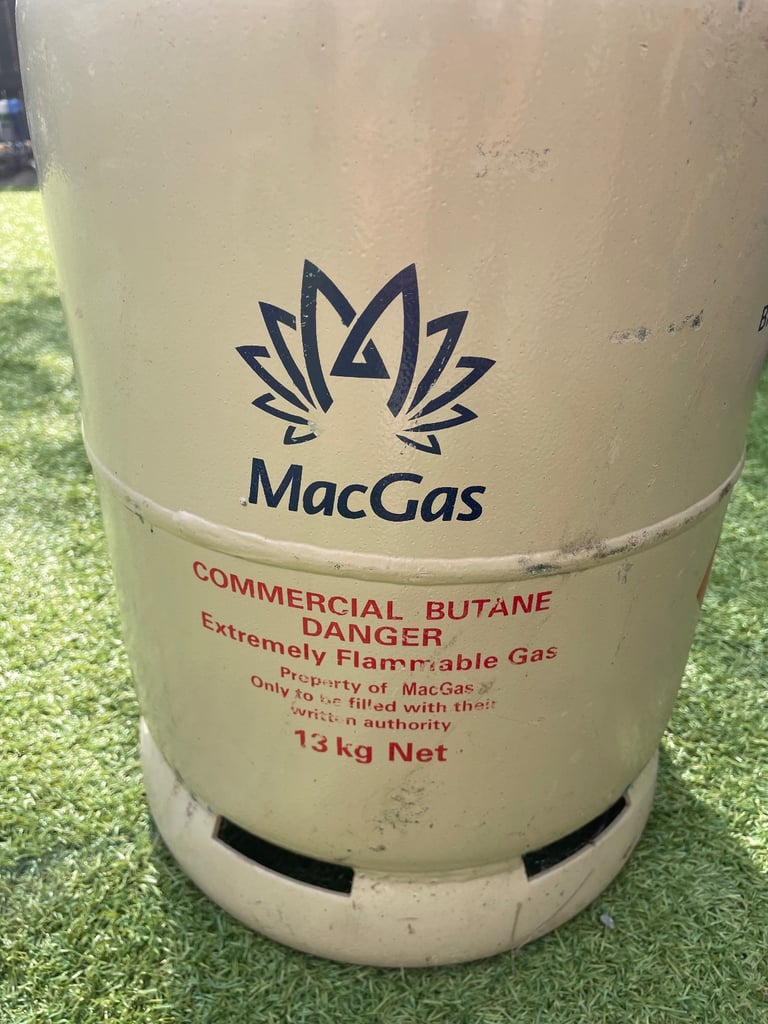 MacGas
COMMERCIAL BUTANE
DANGER
Extremely Flammable Gas
Property of MacGas
Only to be filled with their
written authority
13 kg Net